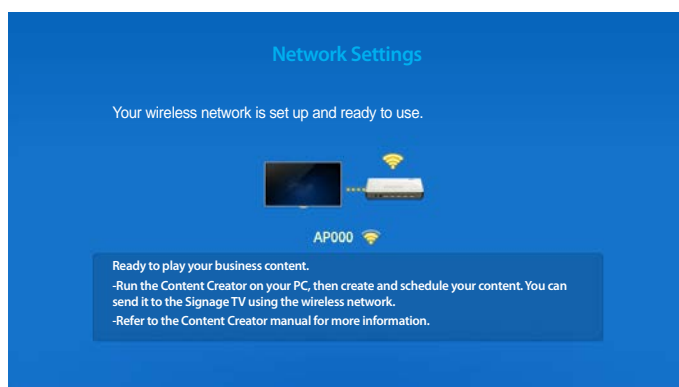 Network Settings
Your wireless network is set up and ready to use.
AP000
Ready to play your business content.
-Run the Content Creator on your PC, then create and schedule your content. You can
send it to the Signage TV using the wireless network.
-Refer to the Content Creator manual for more information.